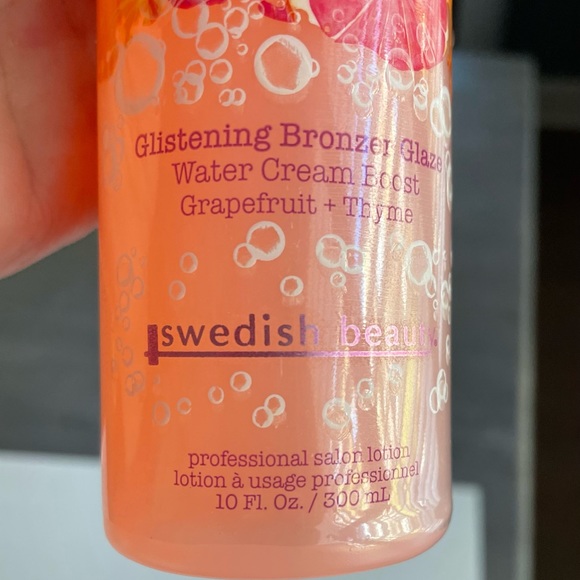 Glistening Bronzer Glaze
Water Cream Boost
Grapefruit + Thyme
swedish beauty
professional salon lotion
lotion à usage professionnel
10 Fl. Oz. / 300 mL